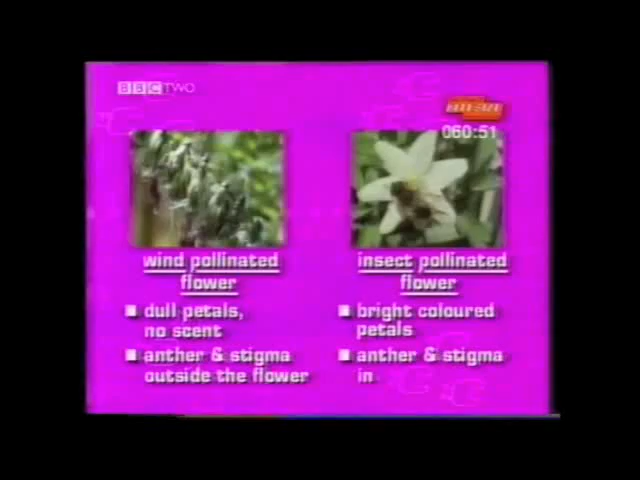 BBC TWO
060:51
wind pollinated
flower
insect pollinated
flower
dull petals,
no scent
anther & stigma
outside the flower
bright coloured
petals
anther & stigma
in